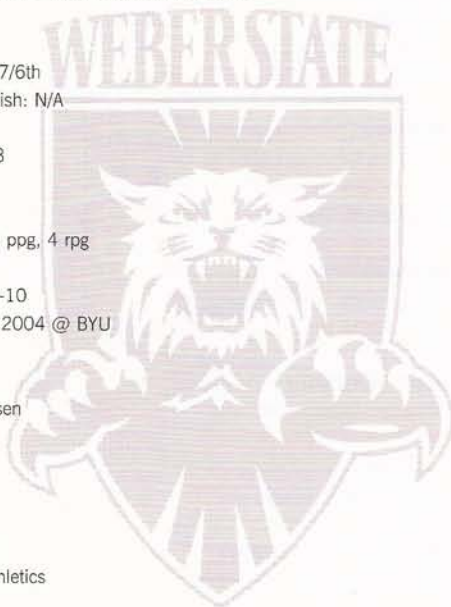 WEBER STATE
7/6th
ish: N/A
3
ppg, 4 rpg
-10
2004 @ BYU
sen
hletics